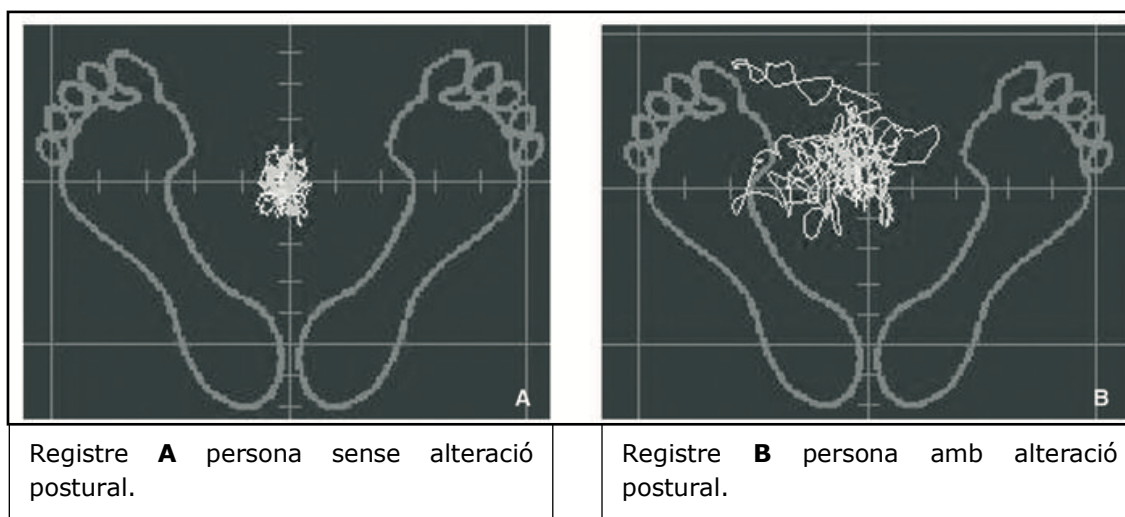 A
B
Registre A persona sense alteració
postural.
Registre B persona amb alteració
postural.